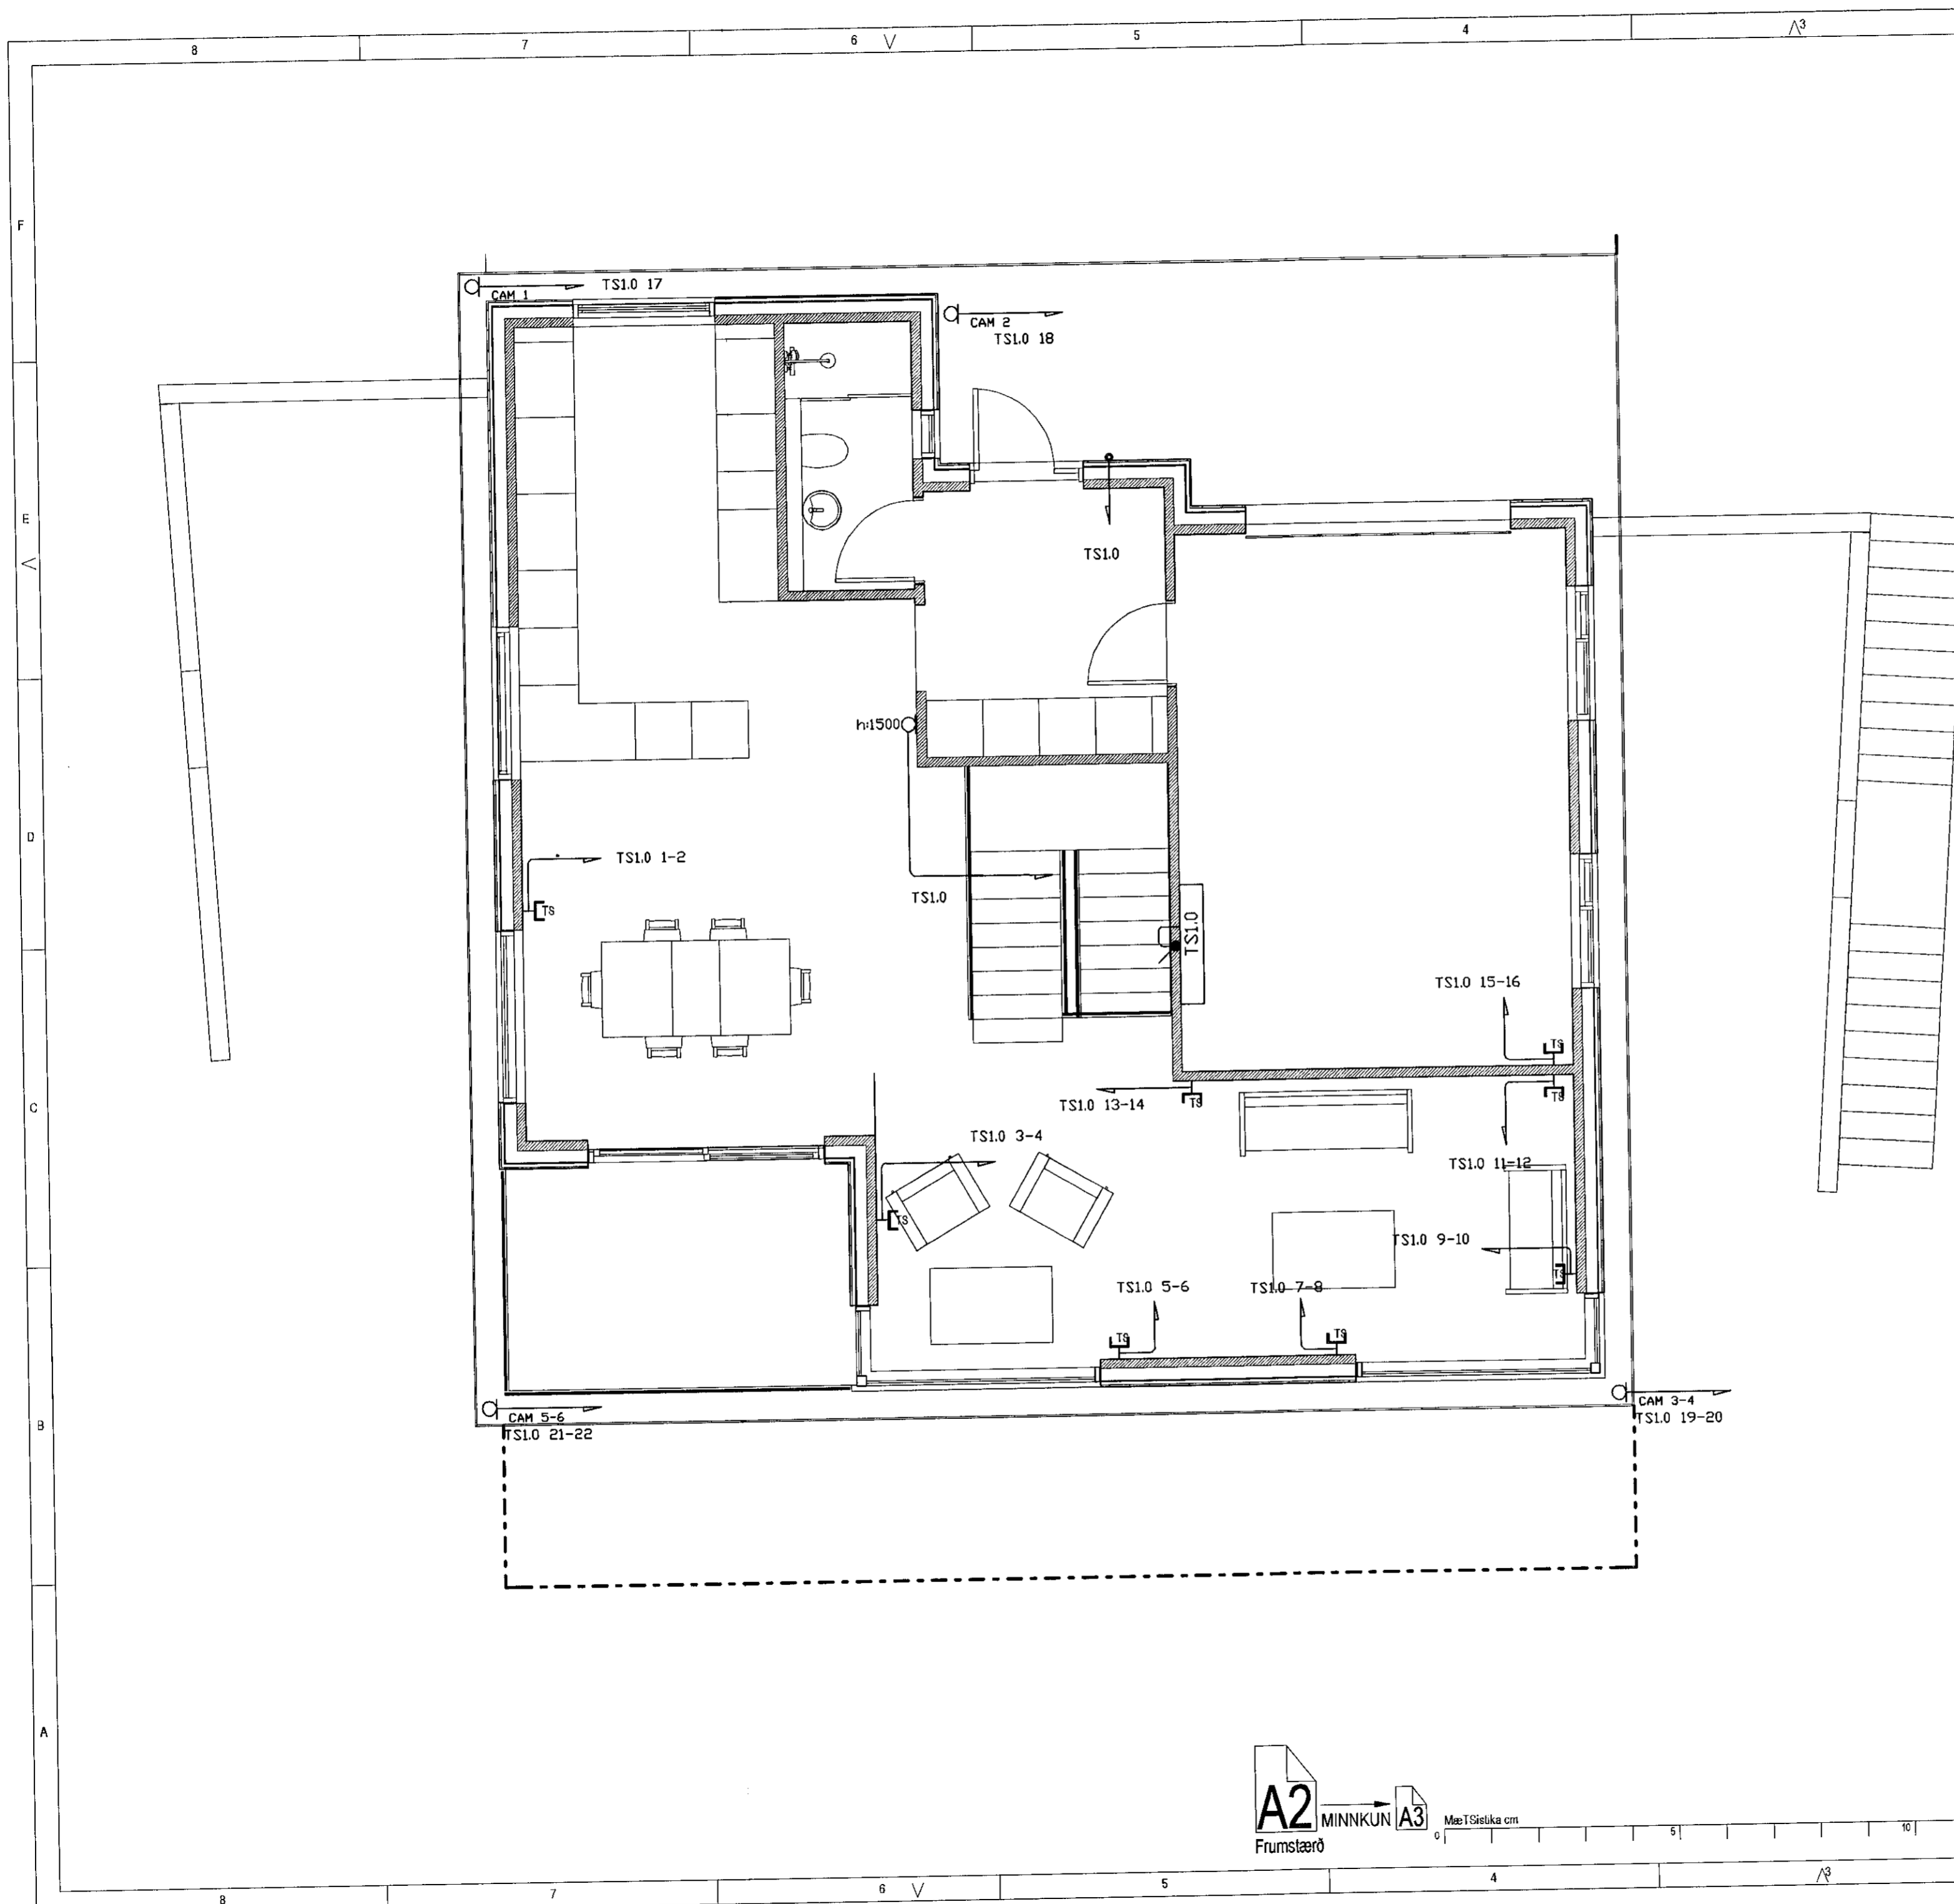 8 7 6 5 4 3
F
TS1.0 17
CAM 1
CAM 2
TS1.0 18
E
TS1.0
h:1500
D
TS1.0 1-2
TS1.0
TS
TS1.0
TS1.0 15-16
TS
C
TS1.0 13-14
TS
TS
TS1.0 3-4
TS1.0 11-12
TS
TS1.0 9-10
TS
TS1.0 5-6
TS1.0 7-8
TS
TS
B
CAM 5-6
TS1.0 21-22
CAM 3-4
TS1.0 19-20
A
A2 MINNKUN A3
Frumstærð
MæTSistika cm
0 5 10
8 7 6 5 4 3